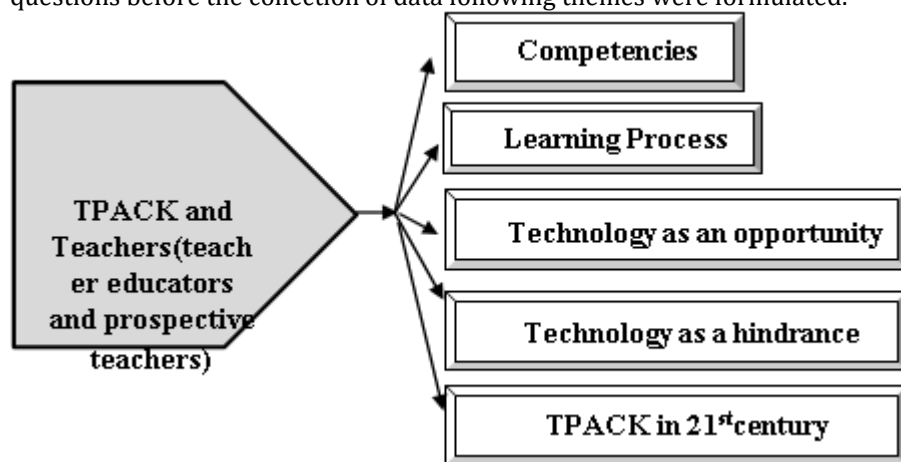 questions before the collection of data following themes were formulated.
Competencies
Learning Process
TPACK and
Teachers(teach
er educators
and prospective
teachers)
Technology as an opportunity
Technology as a hindrance
TPACK in 21st century